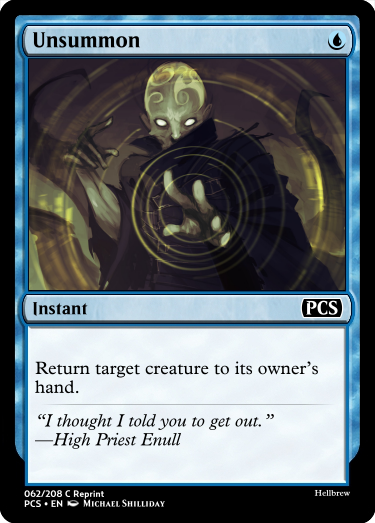 Unsummon
Instant
PCS
Return target creature to its owner's
hand.
“I thought I told you to get out.”
—High Priest Enull
062/208 C Reprint
Hellbrew
PCS • EN Michael Shilliday